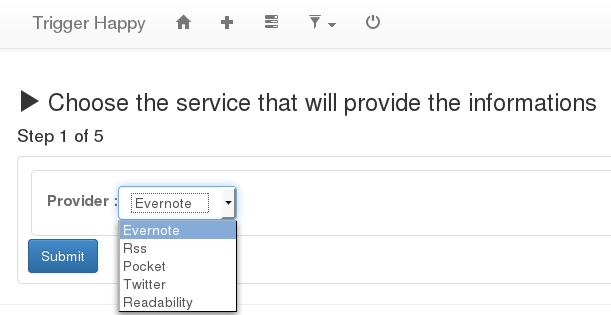 Trigger Happy
Choose the service that will provide the informations
Step 1 of 5
Provider : Evernote
Evernote
Rss
Pocket
Twitter
Readability
Submit